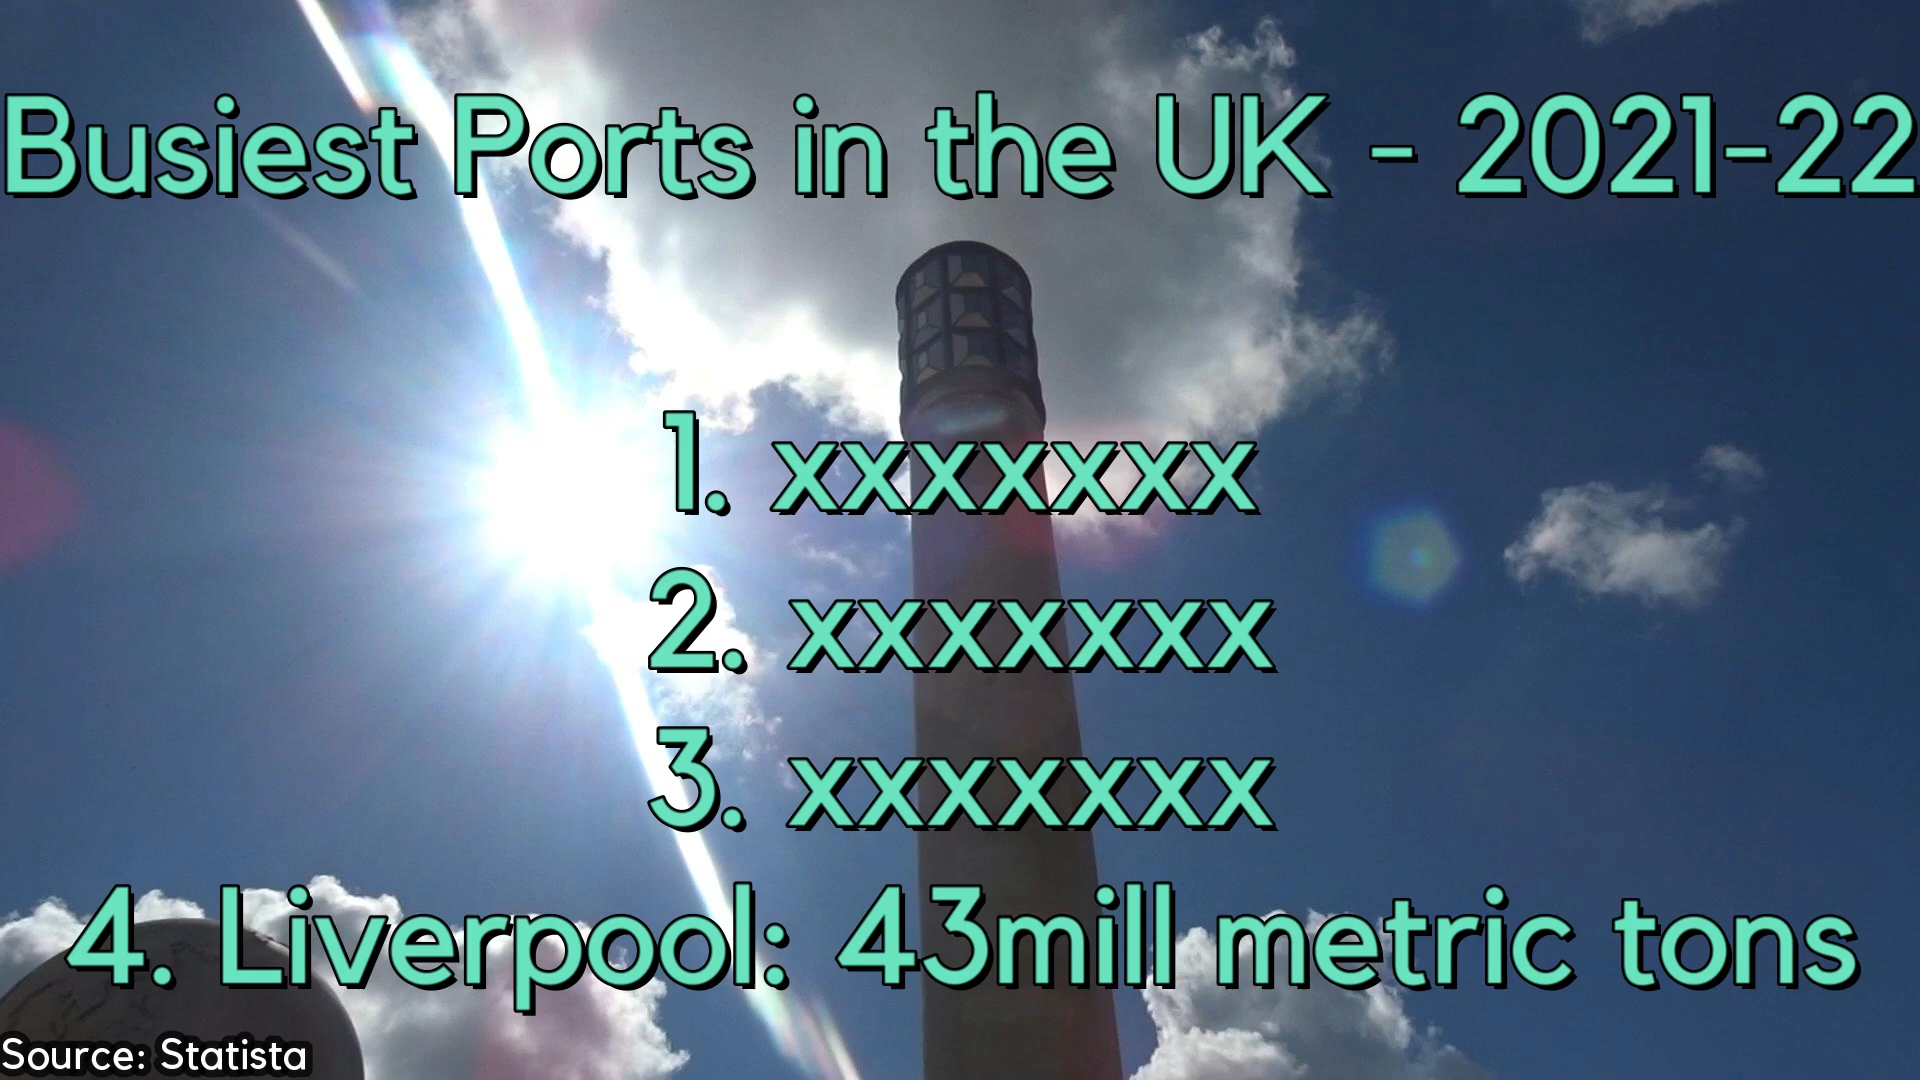 Busiest Ports in the UK - 2021-22
1. xxxxxxx
2. xxxxxxx
3. xxxxxxx
4. Liverpool: 43mill metric tons
Source: Statista